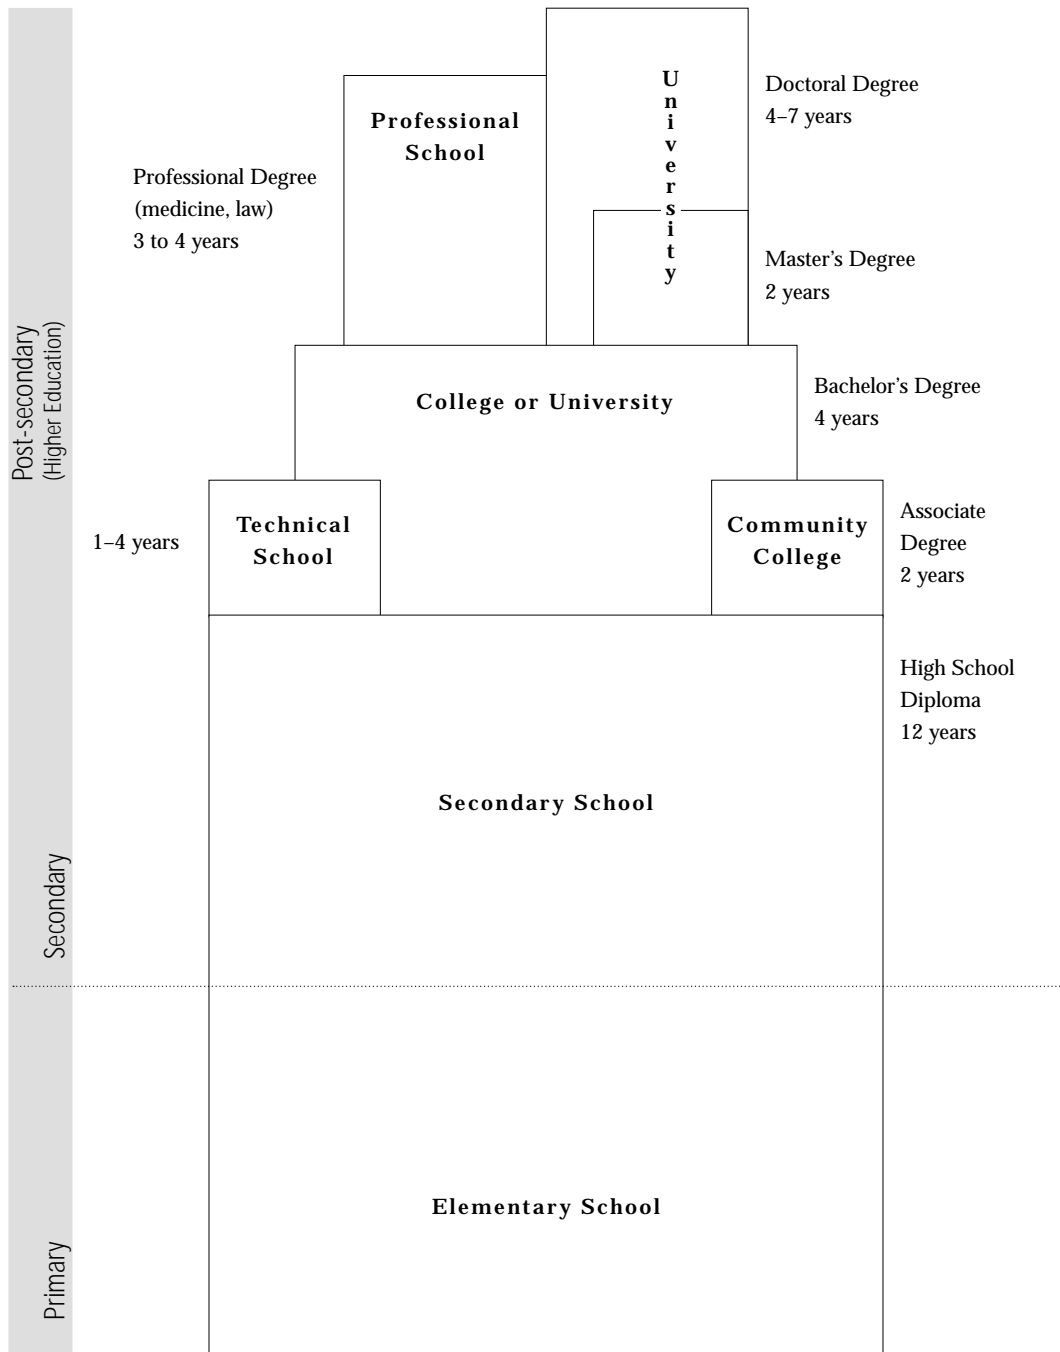 University
Doctoral Degree
4–7 years
Professional
School
Professional Degree
(medicine, law)
3 to 4 years
Master's Degree
2 years
Post-secondary
(Higher Education)
College or University
Bachelor's Degree
4 years
Technical
School
1–4 years
Community
College
Associate
Degree
2 years
High School
Diploma
12 years
Secondary School
Secondary
Elementary School
Primary